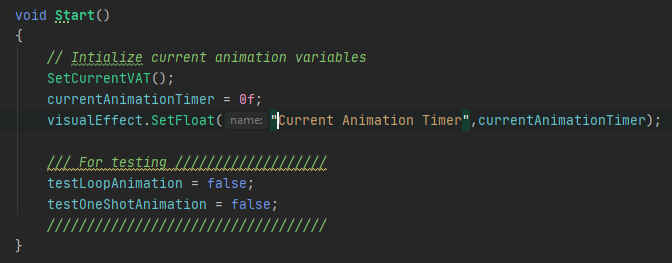 void Start()
{
// Intialize current animation variables
SetCurrentVAT();
currentAnimationTimer = 0f;
visualEffect.SetFloat( name: "Current Animation Timer",currentAnimationTimer);
/// For testing ///////////////////
testLoopAnimation = false;
testOneShotAnimation = false;
///////////////////////////////////
}